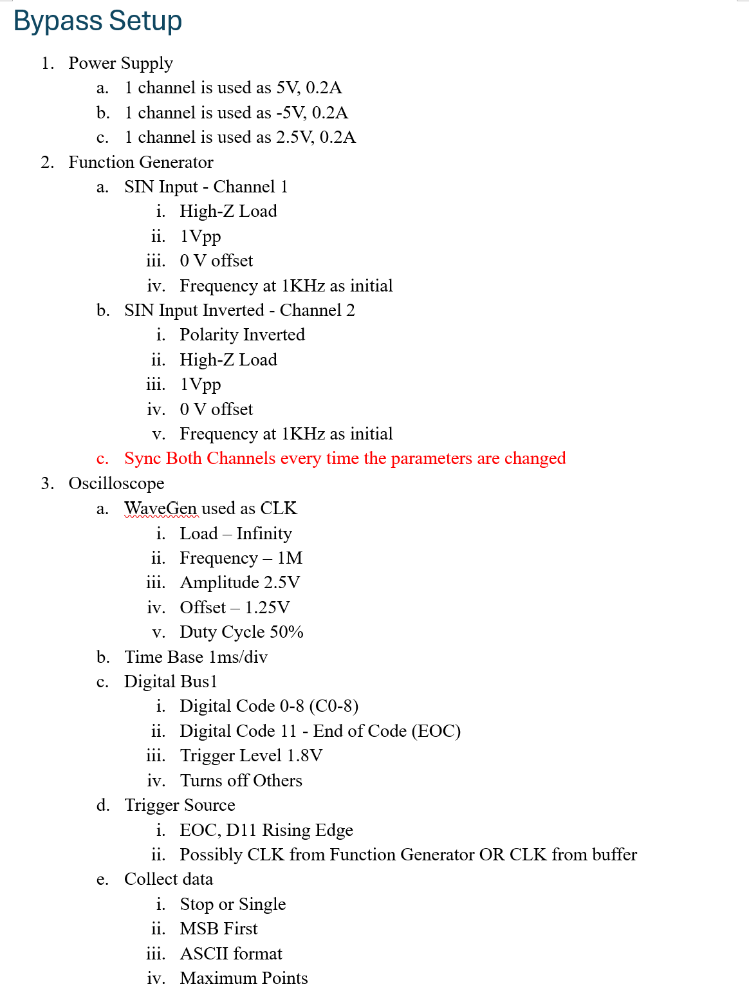 Bypass Setup
1. Power Supply
a. 1 channel is used as 5V, 0.2A
b. 1 channel is used as -5V, 0.2A
c. 1 channel is used as 2.5V, 0.2A
2. Function Generator
a. SIN Input - Channel 1
i. High-Z Load
ii. 1Vpp
iii. 0 V offset
iv. Frequency at 1KHz as initial
b. SIN Input Inverted - Channel 2
i. Polarity Inverted
ii. High-Z Load
iii. 1Vpp
iv. 0 V offset
v. Frequency at 1KHz as initial
c. Sync Both Channels every time the parameters are changed
3. Oscilloscope
a. WaveGen used as CLK
i. Load – Infinity
ii. Frequency – 1M
iii. Amplitude 2.5V
iv. Offset – 1.25V
v. Duty Cycle 50%
b. Time Base 1ms/div
c. Digital Bus1
i. Digital Code 0-8 (C0-8)
ii. Digital Code 11 - End of Code (EOC)
iii. Trigger Level 1.8V
iv. Turns off Others
d. Trigger Source
i. EOC, D11 Rising Edge
ii. Possibly CLK from Function Generator OR CLK from buffer
e. Collect data
i. Stop or Single
ii. MSB First
iii. ASCII format
iv. Maximum Points